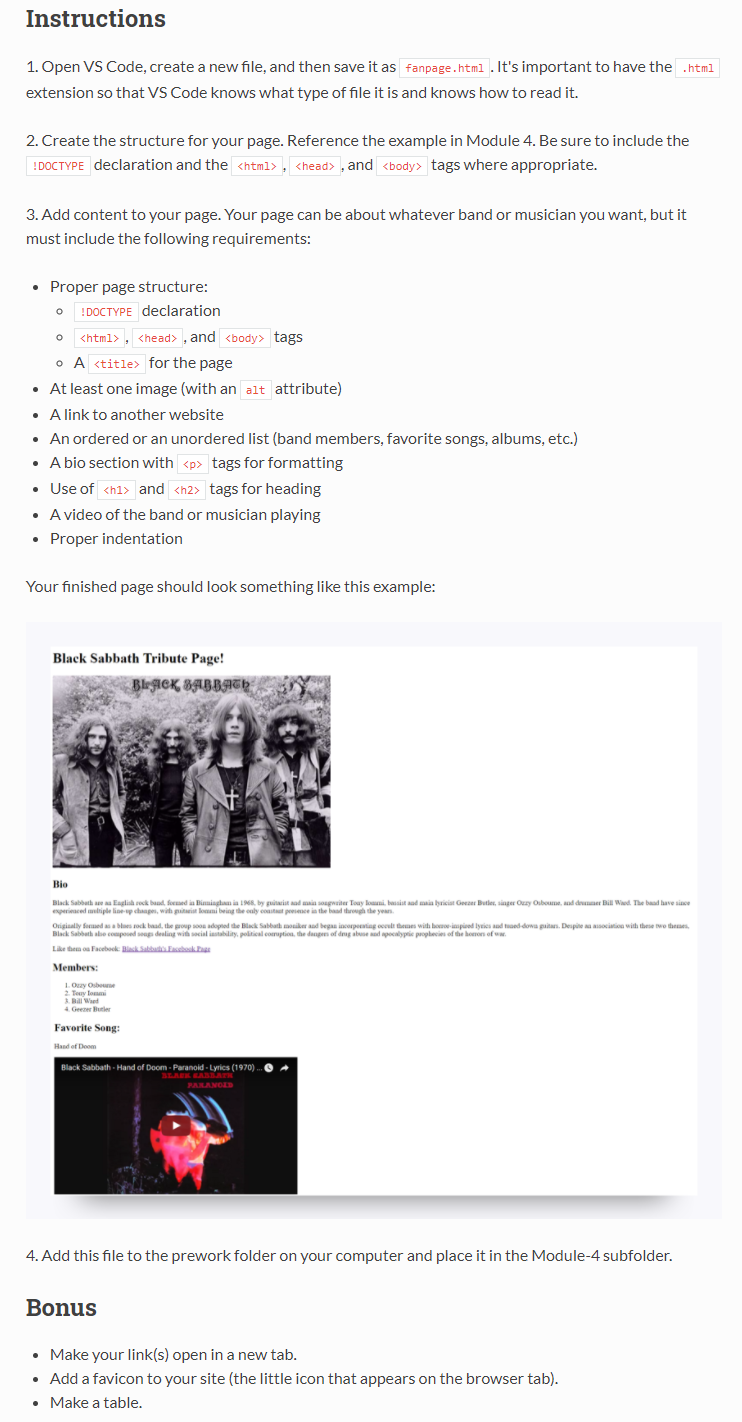 Instructions
1. Open VS Code, create a new file, and then save it as fanpage.html . It's important to have the .html
extension so that VS Code knows what type of file it is and knows how to read it.
2. Create the structure for your page. Reference the example in Module 4. Be sure to include the
!DOCTYPE declaration and the <html> , <head> , and <body> tags where appropriate.
3. Add content to your page. Your page can be about whatever band or musician you want, but it
must include the following requirements:
• Proper page structure:
◦ !DOCTYPE declaration
◦ <html> , <head> , and <body> tags
◦ A <title> for the page
• At least one image (with an alt attribute)
• A link to another website
• An ordered or an unordered list (band members, favorite songs, albums, etc.)
• A bio section with <p> tags for formatting
• Use of <h1> and <h2> tags for heading
• A video of the band or musician playing
• Proper indentation
Your finished page should look something like this example:
Black Sabbath Tribute Page!
BLACK SABBATH
Bio
Black Sabbath are an English rock band, formed in Birmingham in 1968, by guitarist and main songwriter Tony Iommi, bassist and main lyricist Geezer Butler, singer Ozzy Osbourne, and drummer Bill Ward. The band have since
experienced multiple line-up changes, with guitarist Iommi being the only constant presence in the band through the years.
Originally formed as a blues rock band, the group soon adopted the Black Sabbath moniker and began incorporating occult themes with horror-inspired lyrics and tuned-down guitars. Despite an association with these two themes,
Black Sabbath also composed songs dealing with social instability, political corruption, the dangers of drug abuse and apocalyptic prophecies of the horrors of war.
Like them on Facebook: Black Sabbath's Facebook Page
Members:
1. Ozzy Osbourne
2. Tony Iommi
3. Bill Ward
4. Geezer Butler
Favorite Song:
Hand of Doom
Black Sabbath - Hand of Doom - Paranoid - Lyrics (1970) ...
BLACK SABBATH
PARANOID
4. Add this file to the prework folder on your computer and place it in the Module-4 subfolder.
Bonus
• Make your link(s) open in a new tab.
• Add a favicon to your site (the little icon that appears on the browser tab).
• Make a table.